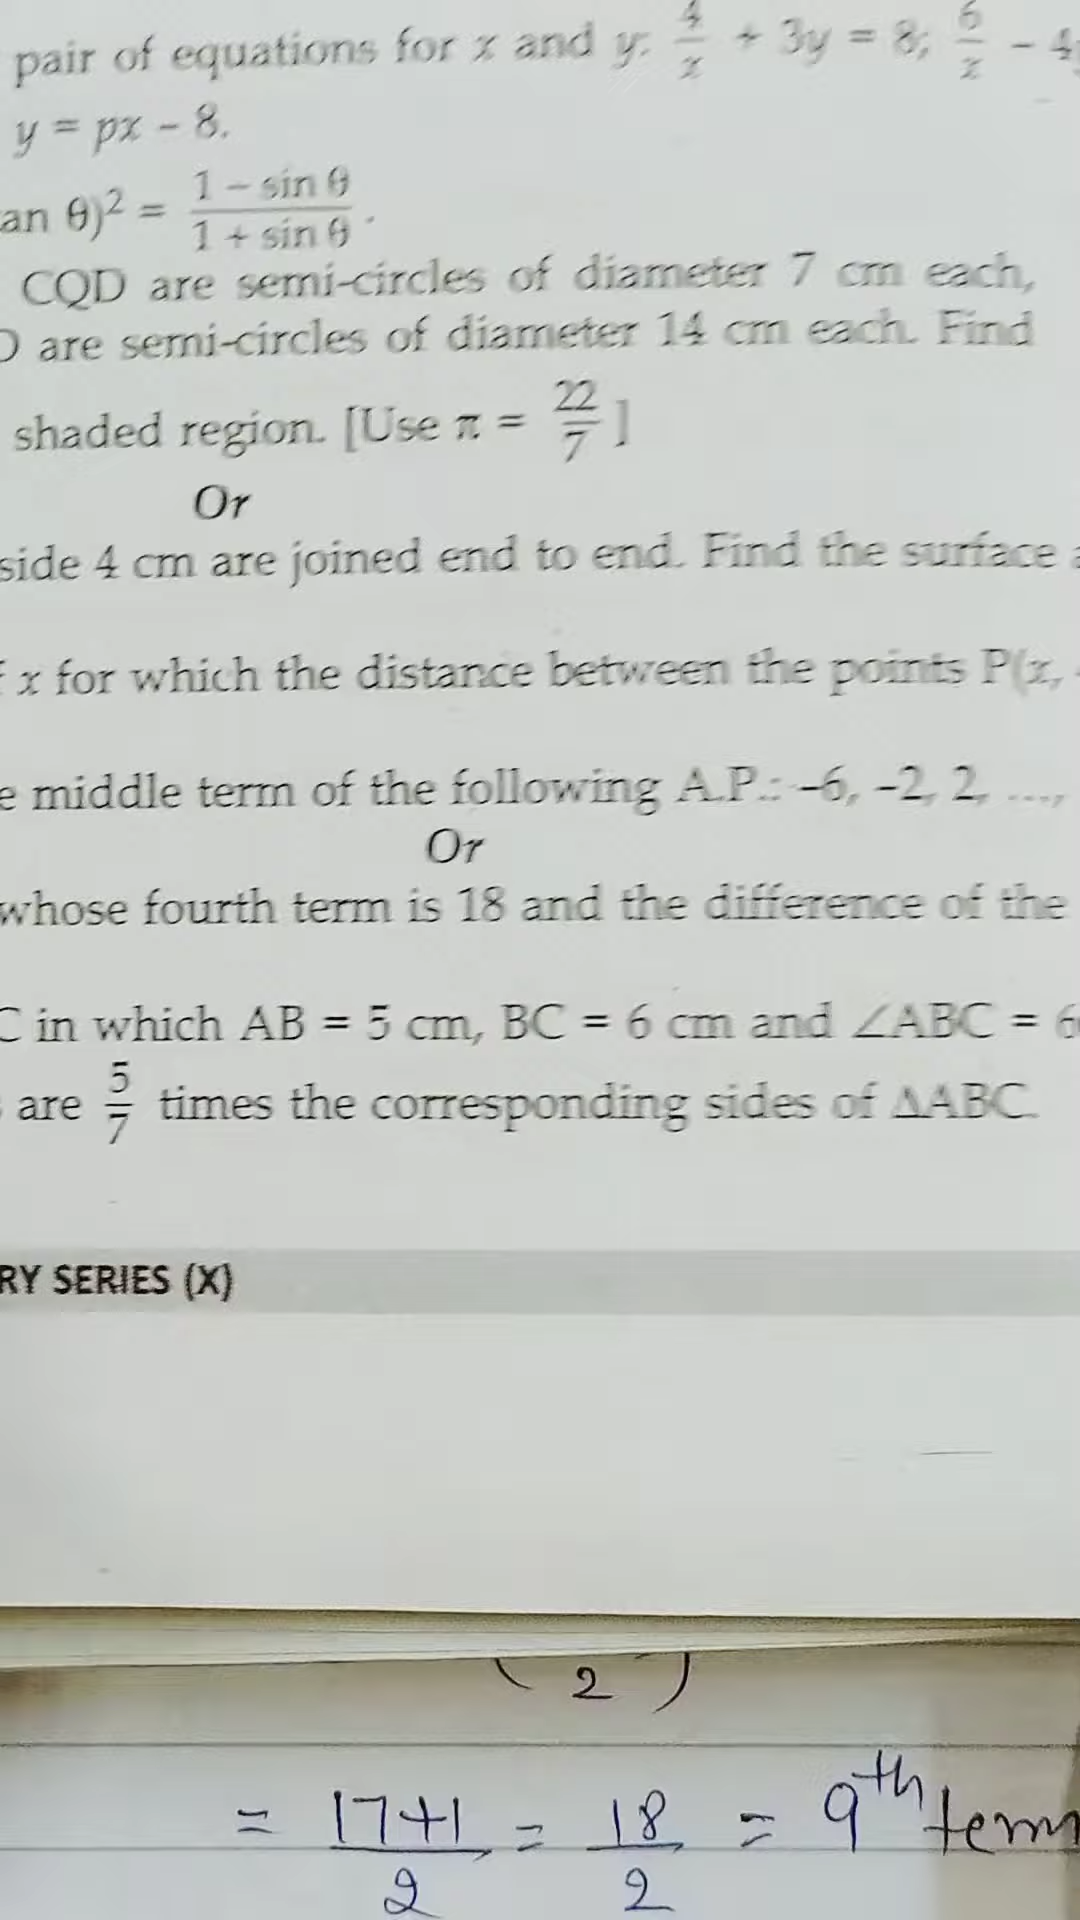 pair of equations for x and y: 4/x + 3y = 8; 6/x - 4
y = px – 8.
an θ)² = (1 – sin θ)/(1 + sin θ).
CQD are semi-circles of diameter 7 cm each,
are semi-circles of diameter 14 cm each. Find
shaded region. [Use π = 22/7]
Or
side 4 cm are joined end to end. Find the surface
x for which the distance between the points P(x,
e middle term of the following A.P.: –6, –2, 2, ...,
Or
whose fourth term is 18 and the difference of the
C in which AB = 5 cm, BC = 6 cm and ∠ABC = 6
are 5/7 times the corresponding sides of ΔABC.
RY SERIES (X)
( 2 )
= 17+1/2 = 18/2 = 9th term